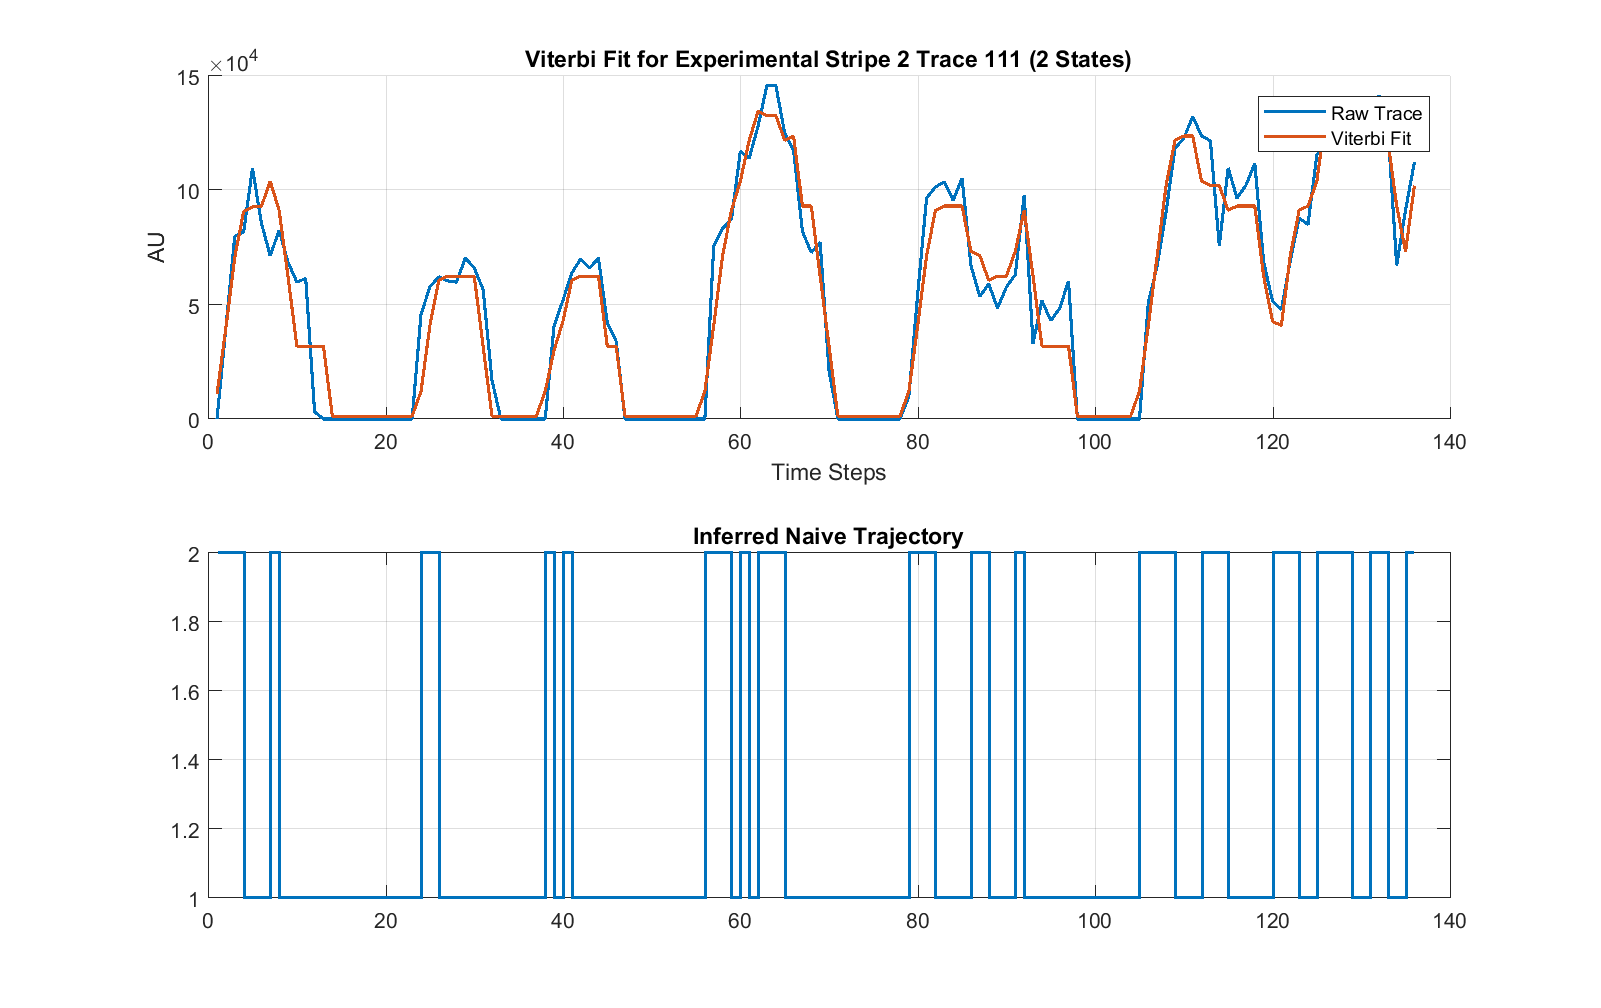 Viterbi Fit for Experimental Stripe 2 Trace 111 (2 States)
×10⁴
15
10
5
0
AU
Raw Trace
Viterbi Fit
0 20 40 60 80 100 120 140
Time Steps
Inferred Naive Trajectory
2
1.8
1.6
1.4
1.2
1
0 20 40 60 80 100 120 140